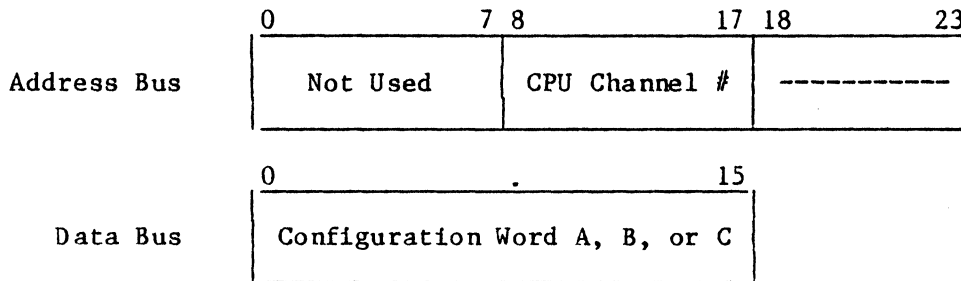 0 7 8 17 18 23
Address Bus Not Used CPU Channel # ----------
0 15
Data Bus Configuration Word A, B, or C